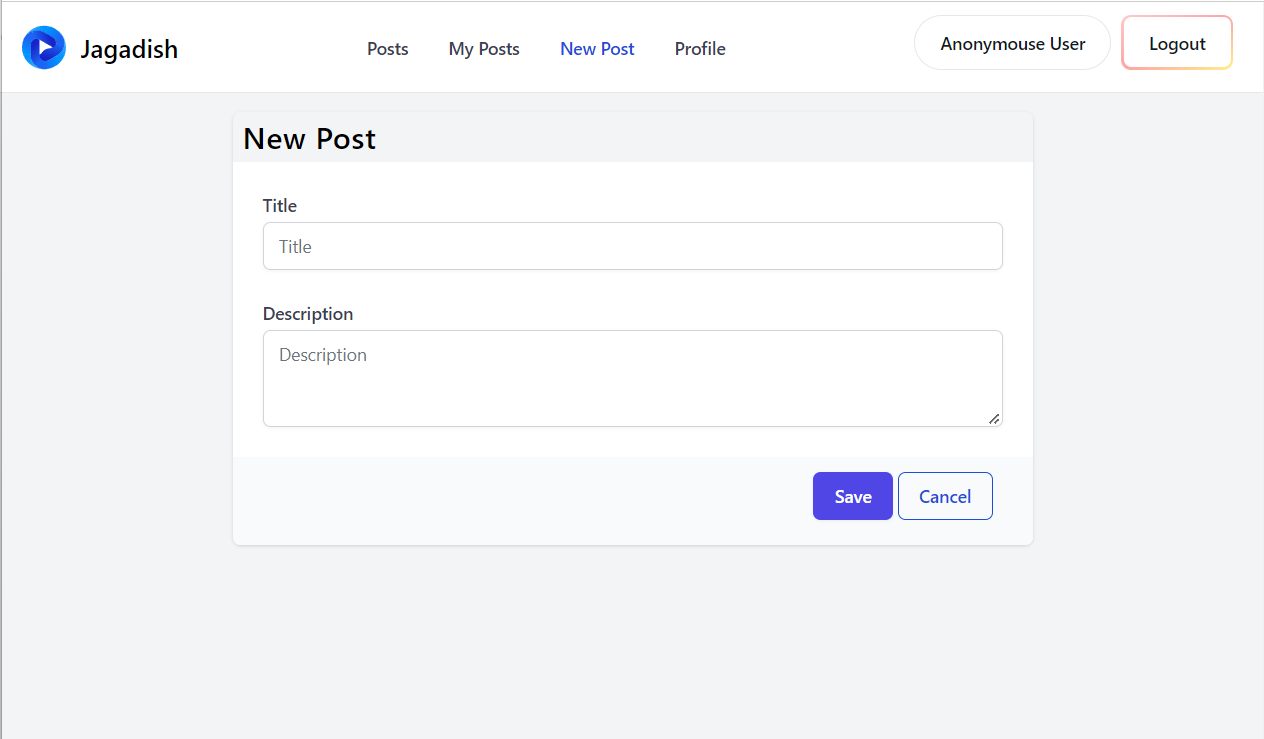 Jagadish
Posts
My Posts
New Post
Profile
Anonymouse User
Logout
New Post
Title
Title
Description
Description
Save
Cancel